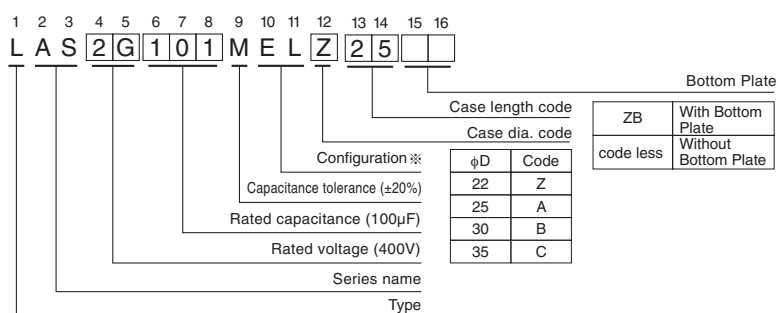 1 2 3 4 5 6 7 8 9 10 11 12 13 14 15 16
L A S 2 G 1 0 1 M E L Z 2 5
Bottom Plate
Case length code
Case dia. code
Configuration※
Capacitance tolerance (±20%)
Rated capacitance (100µF)
Rated voltage (400V)
Series name
Type
φD Code
22 Z
25 A
30 B
35 C
ZB With Bottom
Plate
code less Without
Bottom Plate